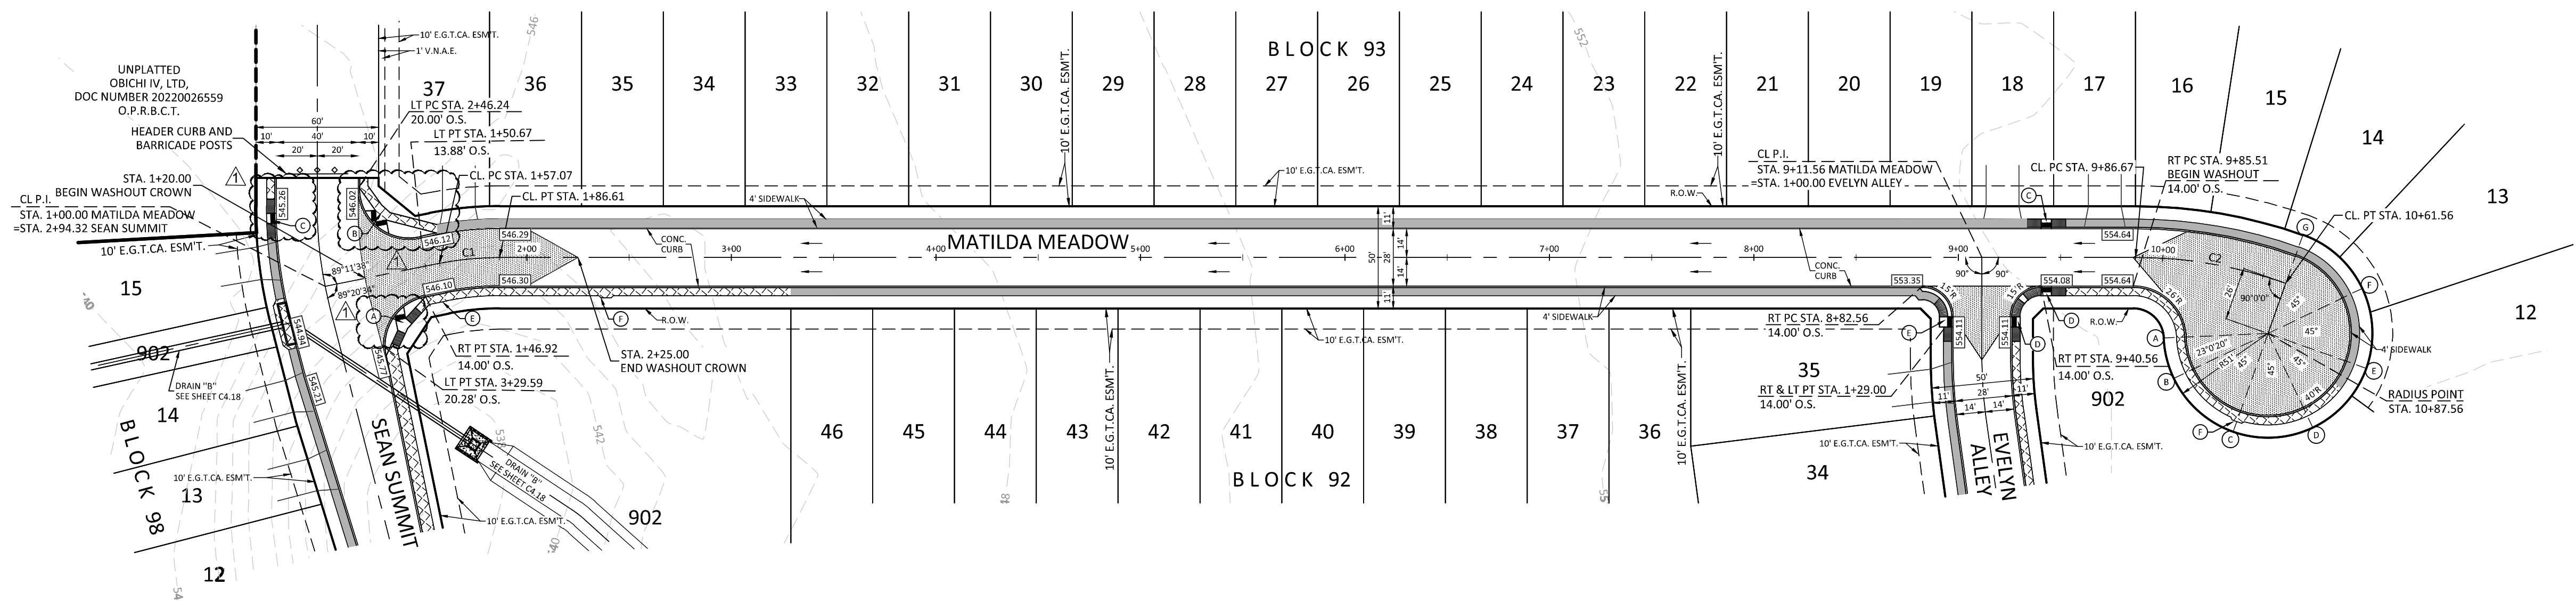 BLOCK 93
37
36
35
34
33
32
31
30
29
28
27
26
25
24
23
22
21
20
19
18
17
16
15
14
13
12
546
552
10' E.G.T.CA. ESM'T.
1' V.N.A.E.
UNPLATTED
OBICHI IV, LTD,
DOC NUMBER 20220026559
O.P.R.B.C.T.
HEADER CURB AND
BARRICADE POSTS
60'
10'
40'
10'
20'
20'
LT PC STA. 2+46.24
20.00' O.S.
LT PT STA. 1+50.67
13.88' O.S.
CL. PC STA. 1+57.07
CL. PT STA. 1+86.61
STA. 1+20.00
BEGIN WASHOUT CROWN
CL P.I.
STA. 1+00.00 MATILDA MEADOW
=STA. 2+94.32 SEAN SUMMIT
10' E.G.T.CA. ESM'T.
1
545.26
546.02
C
B
546.12
546.29
C1
2+00
546.30
546.10
1
89°11'38"
89°20'34"
1
A
E
F
R.O.W.
4' SIDEWALK
CONC.
CURB
MATILDA MEADOW
3+00
4+00
5+00
6+00
7+00
8+00
9+00
10+00
10' E.G.T.CA. ESM'T.
10' E.G.T.CA. ESM'T.
10' E.G.T.CA. ESM'T.
R.O.W.
11'
14'
50'
28'
14'
11'
CONC.
CURB
4' SIDEWALK
CL P.I.
STA. 9+11.56 MATILDA MEADOW
=STA. 1+00.00 EVELYN ALLEY
CL. PC STA. 9+86.67
RT PC STA. 9+85.51
BEGIN WASHOUT
14.00' O.S.
CL. PT STA. 10+61.56
C
G
554.64
C2
553.35
554.08
554.64
90°
90°
15'R
15'R
26'R
26'
90°0'0"
45°
45°
45°
45°
45°
23°0'20"
RS1
40'R
F
E
D
C
F
B
A
4' SIDEWALK
RADIUS POINT
STA. 10+87.56
RT PC STA. 8+82.56
14.00' O.S.
E
554.11
554.11
D
D
R.O.W.
RT PT STA. 9+40.56
14.00' O.S.
902
RT & LT PT STA. 1+29.00
14.00' O.S.
50'
11'
28'
11'
14'
14'
EVELYN
ALLEY
10' E.G.T.CA. ESM'T.
10' E.G.T.CA. ESM'T.
35
34
RT PT STA. 1+46.92
14.00' O.S.
LT PT STA. 3+29.59
20.28' O.S.
STA. 2+25.00
END WASHOUT CROWN
10' E.G.T.CA. ESM'T.
10' E.G.T.CA. ESM'T.
10' E.G.T.CA. ESM'T.
46
45
44
43
42
41
40
39
38
37
36
BLOCK 92
15
902
DRAIN "B"
SEE SHEET C4.18
14
13
12
BLOCK 98
10' E.G.T.CA. ESM'T.
544.94
545.21
545.77
SEAN SUMMIT
DRAIN "B"
SEE SHEET C4.18
10' E.G.T.CA. ESM'T.
902
542